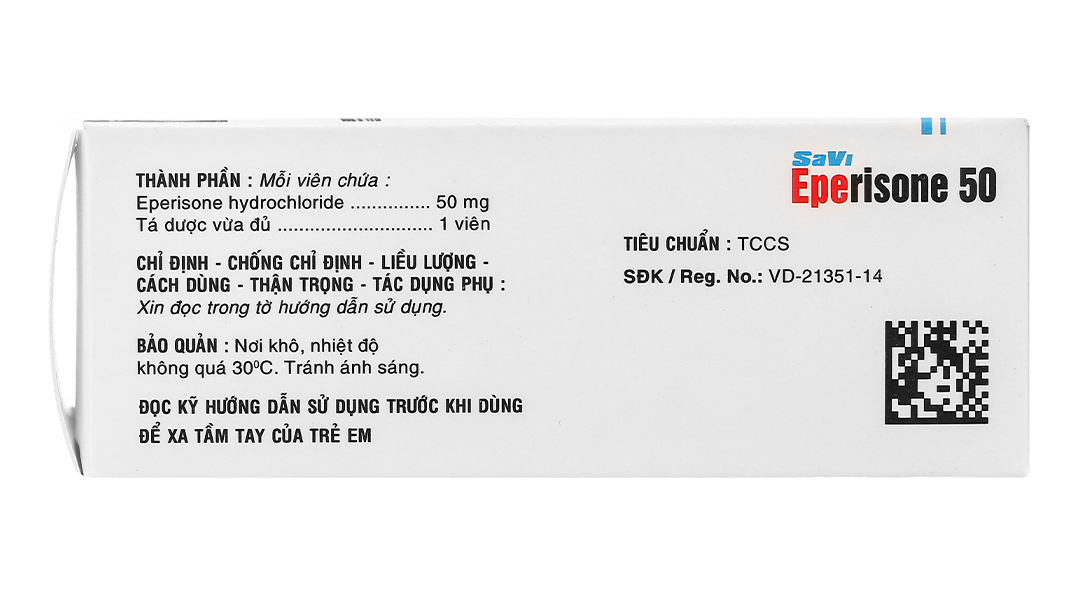 THÀNH PHẦN : Mỗi viên chứa :
Eperisone hydrochloride ............... 50 mg
Tá dược vừa đủ ............................. 1 viên
CHỈ ĐỊNH - CHỐNG CHỈ ĐỊNH - LIỀU LƯỢNG -
CÁCH DÙNG - THẬN TRỌNG - TÁC DỤNG PHỤ :
Xin đọc trong tờ hướng dẫn sử dụng.
BẢO QUẢN : Nơi khô, nhiệt độ
không quá 30⁰C. Tránh ánh sáng.
ĐỌC KỸ HƯỚNG DẪN SỬ DỤNG TRƯỚC KHI DÙNG
ĐỂ XA TẦM TAY CỦA TRẺ EM
SaVi
Eperisone 50
TIÊU CHUẨN : TCCS
SĐK / Reg. No.: VD-21351-14